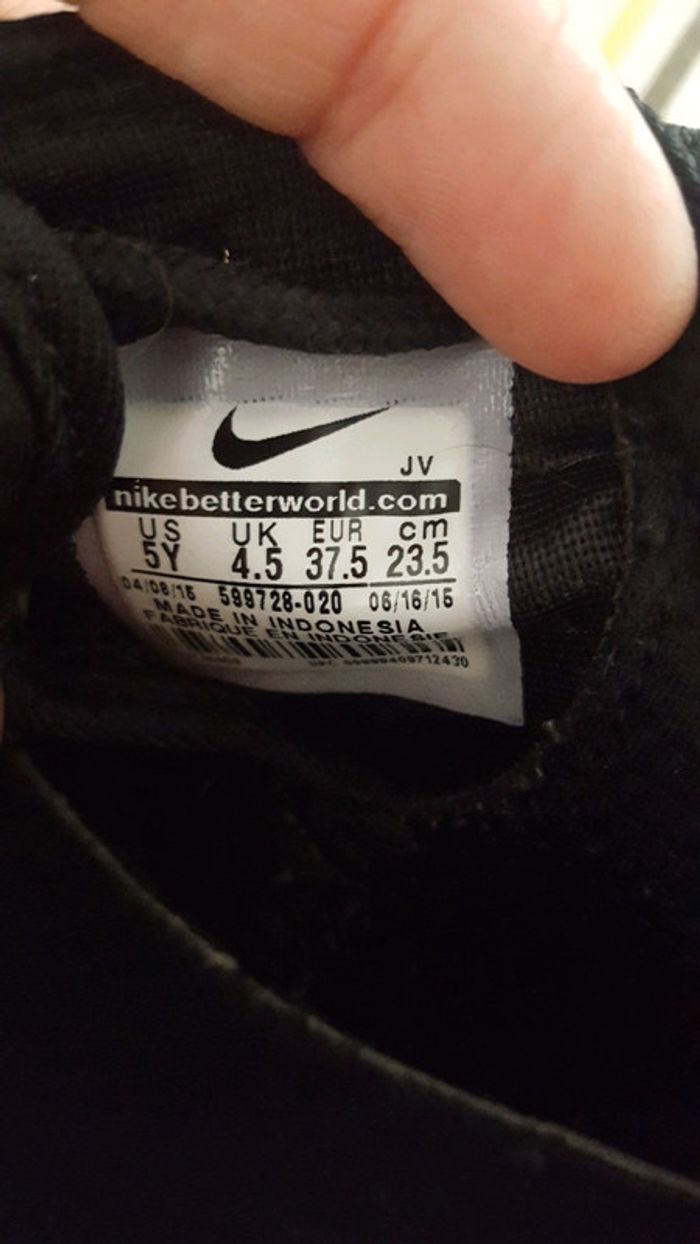 JV
nikebetterworld.com
US UK EUR cm
5Y 4.5 37.5 23.5
04/08/15 599728-020 06/16/15
MADE IN INDONESIA
FABRIQUE EN INDONESIE
UPC